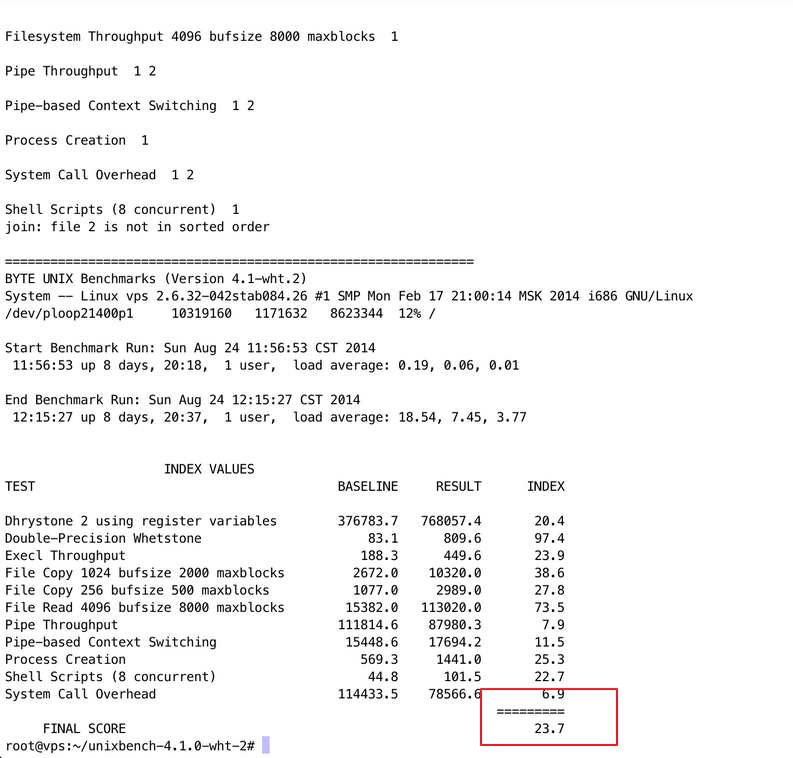 Filesystem Throughput 4096 bufsize 8000 maxblocks  1
Pipe Throughput  1 2
Pipe-based Context Switching  1 2
Process Creation  1
System Call Overhead  1 2
Shell Scripts (8 concurrent)  1
join: file 2 is not in sorted order
==============================================================
BYTE UNIX Benchmarks (Version 4.1-wht.2)
System -- Linux vps 2.6.32-042stab084.26 #1 SMP Mon Feb 17 21:00:14 MSK 2014 i686 GNU/Linux
/dev/ploop21400p1     10319160   1171632   8623344  12% /
Start Benchmark Run: Sun Aug 24 11:56:53 CST 2014
 11:56:53 up 8 days, 20:18,  1 user,  load average: 0.19, 0.06, 0.01
End Benchmark Run: Sun Aug 24 12:15:27 CST 2014
 12:15:27 up 8 days, 20:37,  1 user,  load average: 18.54, 7.45, 3.77
                     INDEX VALUES
TEST                                        BASELINE     RESULT      INDEX
Dhrystone 2 using register variables        376783.7   768057.4       20.4
Double-Precision Whetstone                      83.1      809.6       97.4
Execl Throughput                               188.3      449.6       23.9
File Copy 1024 bufsize 2000 maxblocks         2672.0    10320.0       38.6
File Copy 256 bufsize 500 maxblocks           1077.0     2989.0       27.8
File Read 4096 bufsize 8000 maxblocks        15382.0   113020.0       73.5
Pipe Throughput                             111814.6    87980.3        7.9
Pipe-based Context Switching                 15448.6    17694.2       11.5
Process Creation                               569.3     1441.0       25.3
Shell Scripts (8 concurrent)                    44.8      101.5       22.7
System Call Overhead                        114433.5    78566.6        6.9
                                                                 =========
     FINAL SCORE                                                      23.7
root@vps:~/unixbench-4.1.0-wht-2#